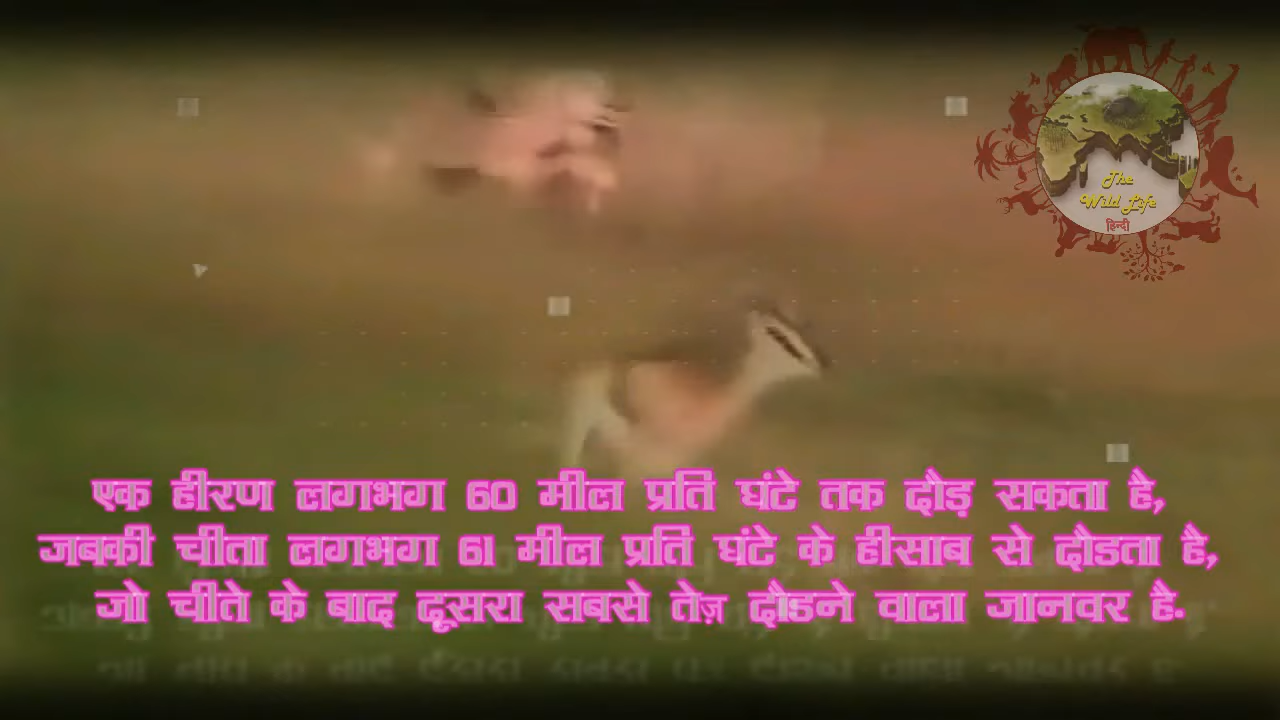 The
Wild Life
हिन्दी
एक हीरण लगभग 60 मील प्रति घंटे तक दौड़ सकता है,
जबकी चीता लगभग 61 मील प्रति घंटे के हीसाब से दौडता है,
जो चीते के बाद दूसरा सबसे तेज़ दौडने वाला जानवर है.